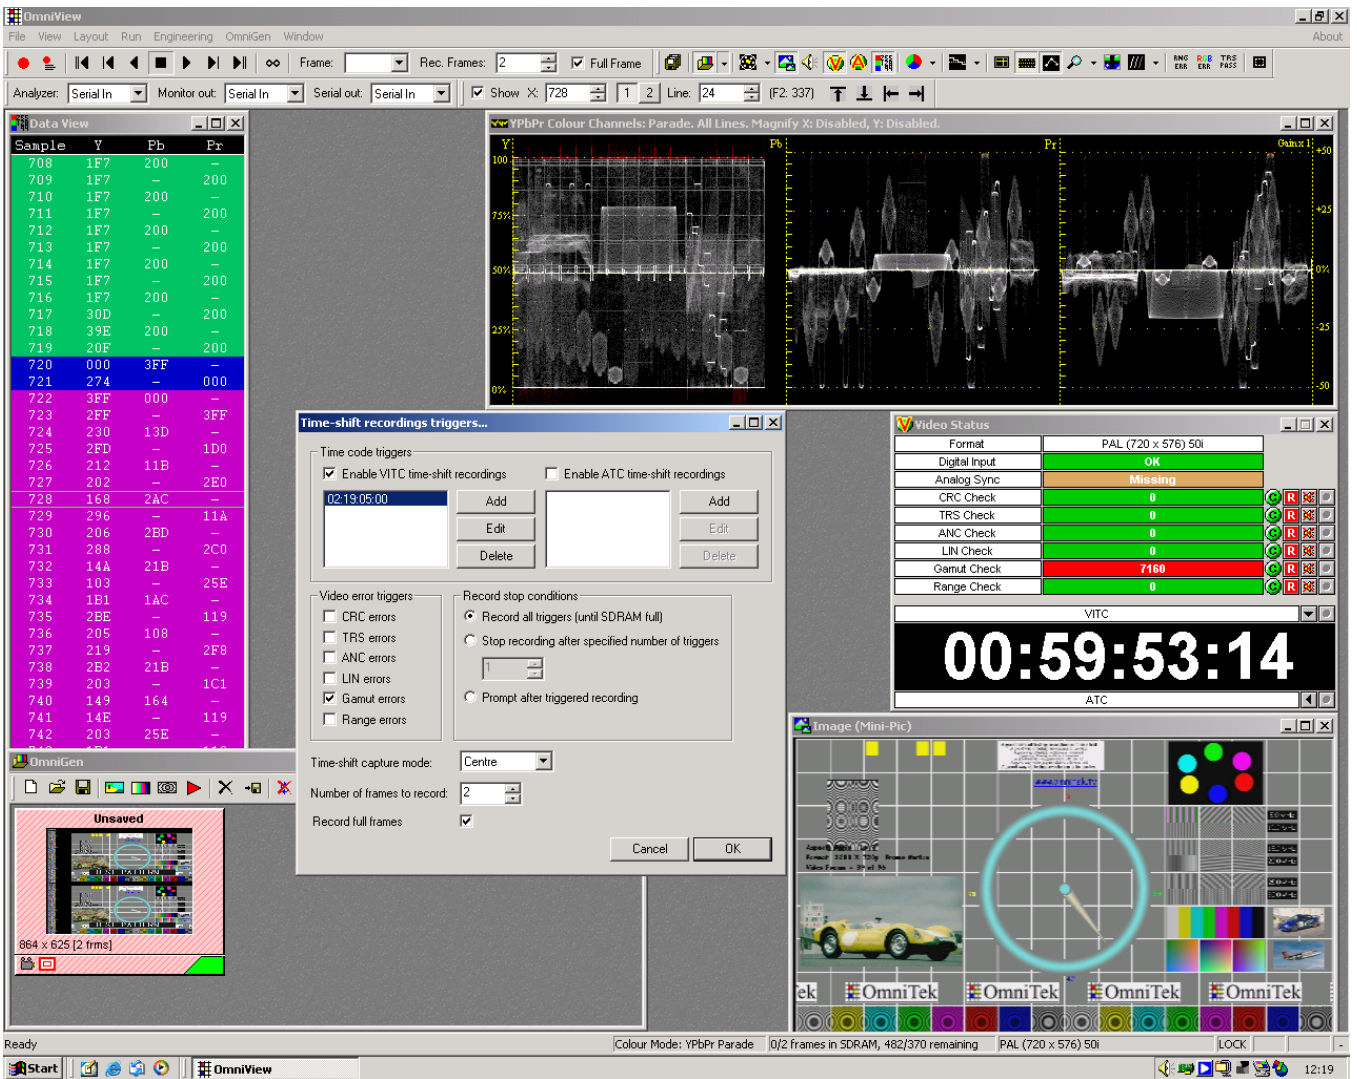 OmniView
File View Layout Run Engineering OmniGen Window About
Frame: Rec. Frames: 2 Full Frame RNG ERR RGB ERR TRS PASS
Analyzer: Serial In Monitor out: Serial In Serial out: Serial In Show X: 728 1 2 Line: 24 (F2: 337)
Data View
Sample Y Pb Pr
708 1F7 200 –
709 1F7 – 200
710 1F7 200 –
711 1F7 – 200
712 1F7 200 –
713 1F7 – 200
714 1F7 200 –
715 1F7 – 200
716 1F7 200 –
717 30D – 200
718 39E 200 –
719 20F – 200
720 000 3FF –
721 274 – 000
722 3FF 000 –
723 2FF – 3FF
724 230 13D –
725 2FD – 1D0
726 212 11B –
727 202 – 2E0
728 168 2AC –
729 296 – 11A
730 206 2BD –
731 288 – 2C0
732 14A 21B –
733 103 – 25E
734 1B1 1AC –
735 2BE – 119
736 205 108 –
737 219 – 2F8
738 2B2 21B –
739 203 – 1C1
740 149 164 –
741 14E – 119
742 203 25E –
YPbPr Colour Channels: Parade. All Lines. Magnify X: Disabled, Y: Disabled.
Y Pb Pr Gain x 1
100 +50
75% +25
50% 0%
25% -25
0% -50
Time-shift recordings triggers...
Time code triggers
Enable VITC time-shift recordings
Enable ATC time-shift recordings
02:19:05:00
Add
Edit
Delete
Add
Edit
Delete
Video error triggers
CRC errors
TRS errors
ANC errors
LIN errors
Gamut errors
Range errors
Record stop conditions
Record all triggers (until SDRAM full)
Stop recording after specified number of triggers
1
Prompt after triggered recording
Time-shift capture mode: Centre
Number of frames to record: 2
Record full frames
Cancel OK
Video Status
Format PAL (720 x 576) 50i
Digital Input OK
Analog Sync Missing
CRC Check 0 C R
TRS Check 0 C R
ANC Check 0 C R
LIN Check 0 C R
Gamut Check 7160 C R
Range Check 0 C R
VITC
00:59:53:14
ATC
Image (Mini-Pic)
www.omnitek.tv
ek OmniTek OmniTek OmniTek OmniTek
OmniGen
Unsaved
TEST PATTERN
TEST PATTERN
864 x 625 [2 frms]
Ready Colour Mode: YPbPr Parade 0/2 frames in SDRAM, 482/370 remaining PAL (720 x 576) 50i LOCK -
Start OmniView 12:19